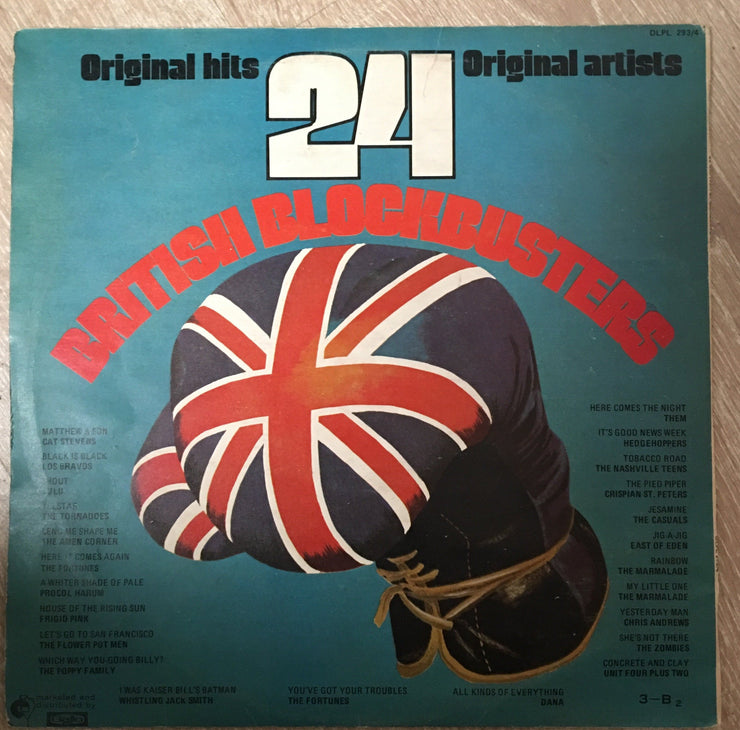 DLPL 293/4
Original hits 24 Original artists
BRITISH BLOCKBUSTERS
MATTHEW & SON
CAT STEVENS
BLACK IS BLACK
LOS BRAVOS
SHOUT
LULU
TELSTAR
THE TORNADOES
BEND ME SHAPE ME
THE AMEN CORNER
HERE IT COMES AGAIN
THE FORTUNES
A WHITER SHADE OF PALE
PROCOL HARUM
HOUSE OF THE RISING SUN
FRIGID PINK
LET'S GO TO SAN FRANCISCO
THE FLOWER POT MEN
WHICH WAY YOU GOING BILLY?
THE POPPY FAMILY
HERE COMES THE NIGHT
THEM
IT'S GOOD NEWS WEEK
HEDGEHOPPERS
TOBACCO ROAD
THE NASHVILLE TEENS
THE PIED PIPER
CRISPIAN ST. PETERS
JESAMINE
THE CASUALS
JIG A JIG
EAST OF EDEN
RAINBOW
THE MARMALADE
MY LITTLE ONE
THE MARMALADE
YESTERDAY MAN
CHRIS ANDREWS
SHE'S NOT THERE
THE ZOMBIES
CONCRETE AND CLAY
UNIT FOUR PLUS TWO
I WAS KAISER BILL'S BATMAN
WHISTLING JACK SMITH
YOU'VE GOT YOUR TROUBLES
THE FORTUNES
ALL KINDS OF EVERYTHING
DANA
marketed and
distributed by
3-B 2